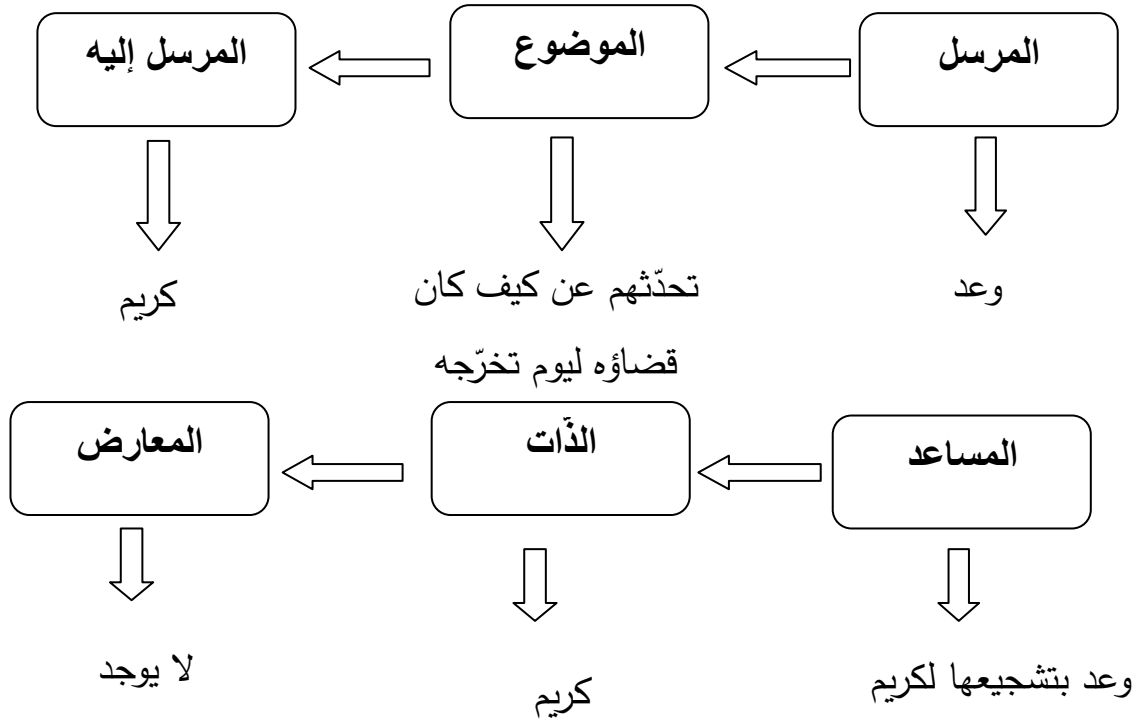 المرسل
الموضوع
المرسل إليه
وعد
تحدّثهم عن كيف كان
قضاؤه ليوم تخرّجه
كريم
المساعد
الذّات
المعارض
وعد بتشجيعها لكريم
كريم
لا يوجد